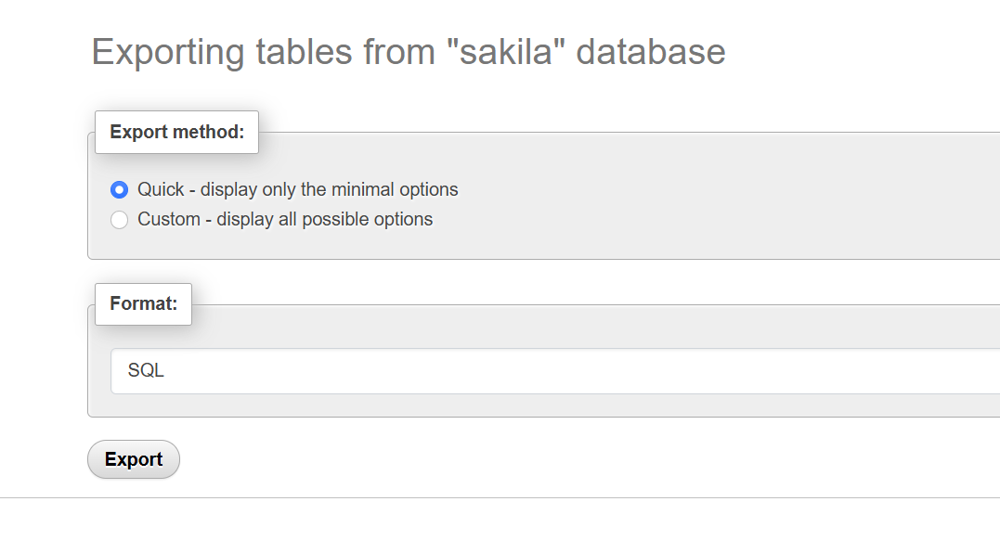 Exporting tables from "sakila" database
Export method:
Quick - display only the minimal options
Custom - display all possible options
Format:
SQL
Export